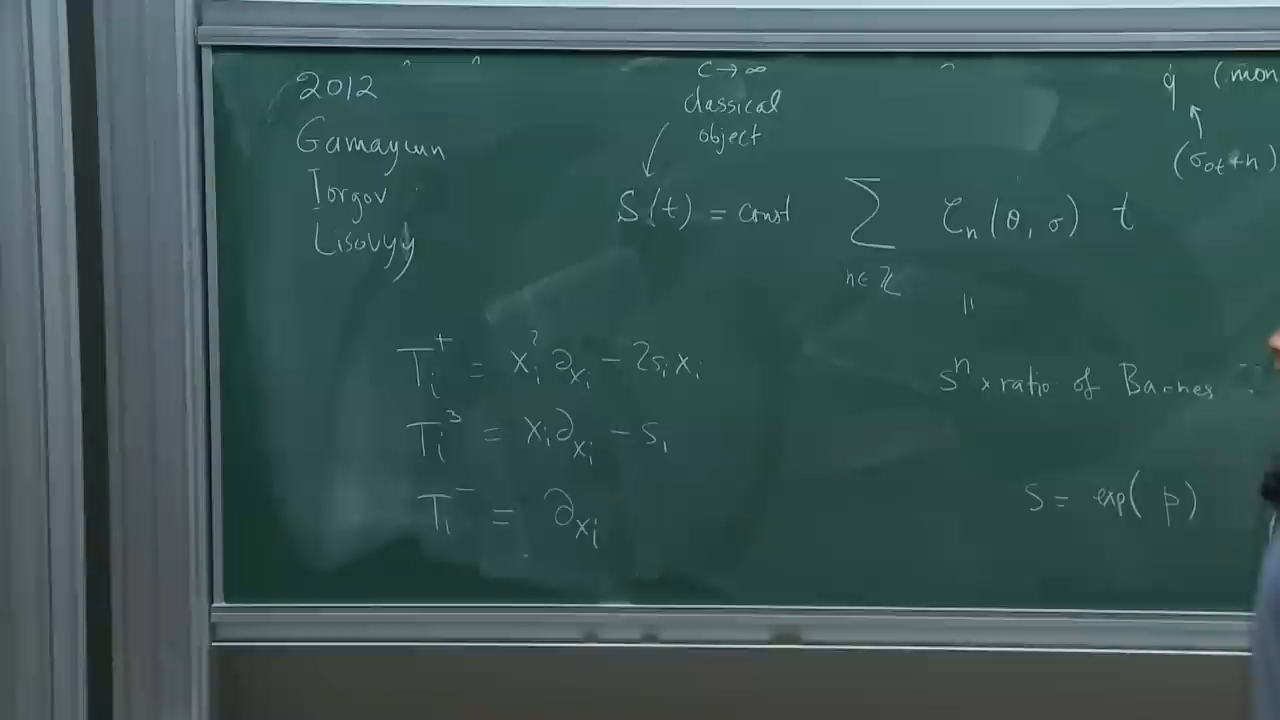 2012
Gamayun
Iorgov
Lisovyy
c → ∞
classical
object
S(t) = const ∑ C_n(θ, σ) t
n∈ℤ
||
q (mon
(σ_{0t}+n)
T_i^+ = x_i^2 ∂_{x_i} − 2s_i x_i
T_i^3 = x_i ∂_{x_i} − s_i
T_i^- = ∂_{x_i}
s^n × ratio of Barnes
s = exp( p)